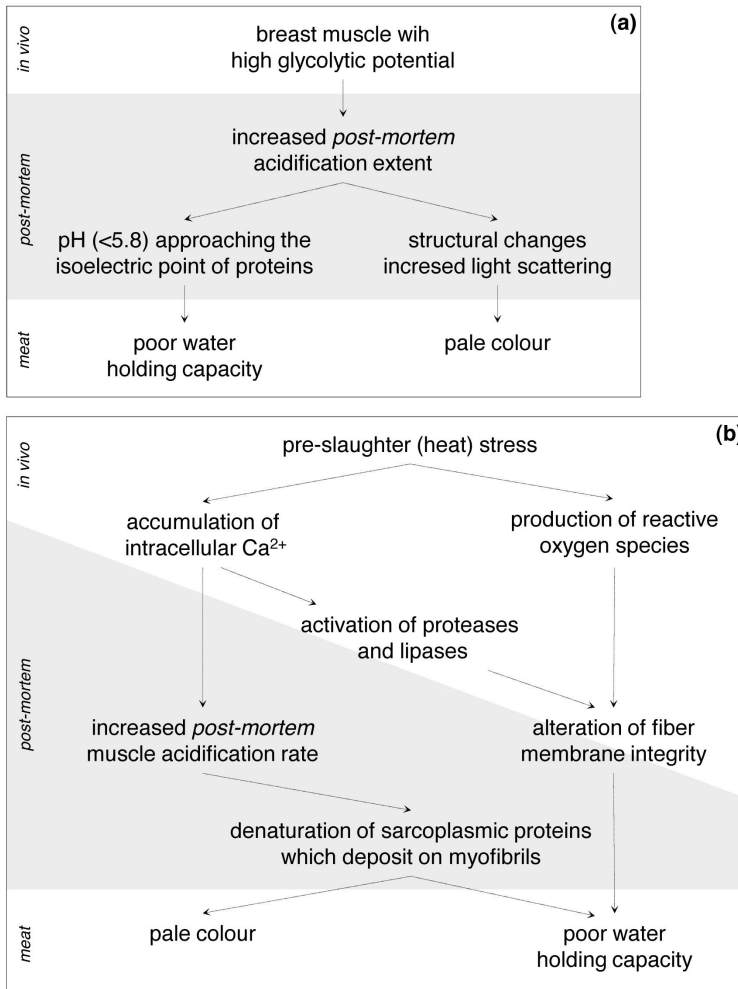 (a)
in vivo
breast muscle wih
high glycolytic potential
post-mortem
increased post-mortem
acidification extent
pH (<5.8) approaching the
isoelectric point of proteins
structural changes
incresed light scattering
meat
poor water
holding capacity
pale colour
(b)
in vivo
pre-slaughter (heat) stress
accumulation of
intracellular Ca²⁺
production of reactive
oxygen species
activation of proteases
and lipases
post-mortem
increased post-mortem
muscle acidification rate
alteration of fiber
membrane integrity
denaturation of sarcoplasmic proteins
which deposit on myofibrils
meat
pale colour
poor water
holding capacity